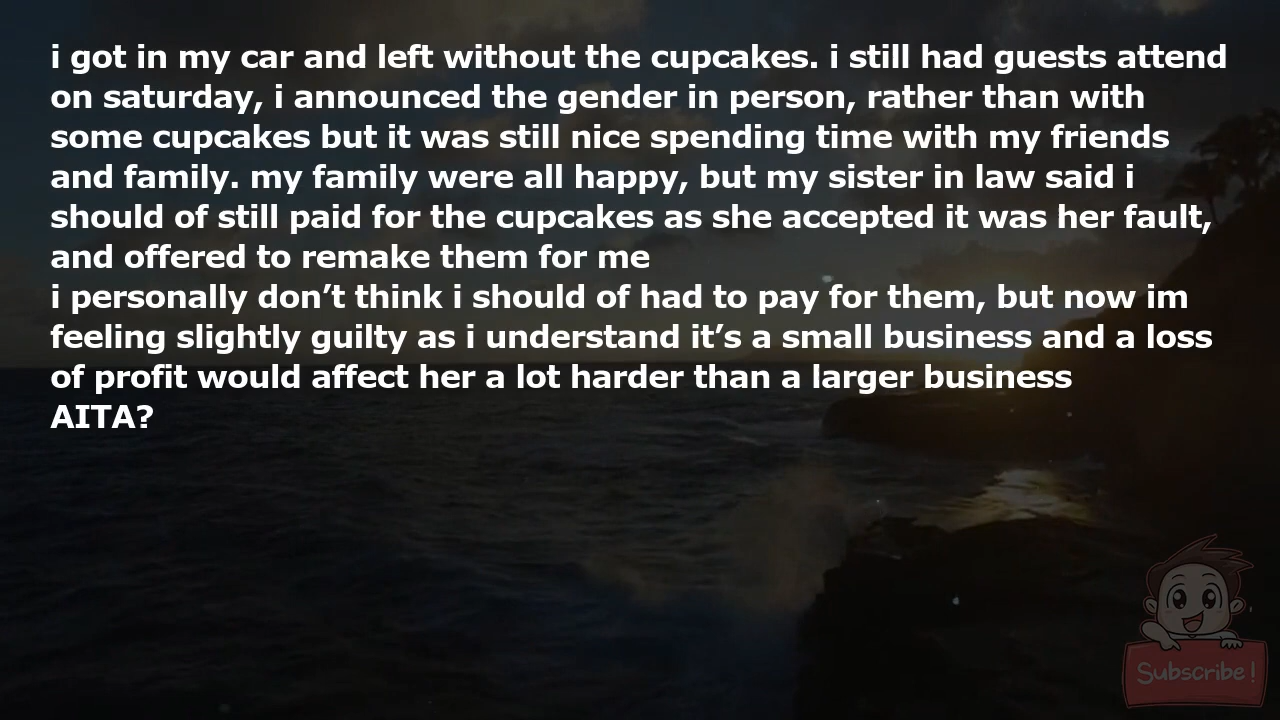 i got in my car and left without the cupcakes. i still had guests attend
on saturday, i announced the gender in person, rather than with
some cupcakes but it was still nice spending time with my friends
and family. my family were all happy, but my sister in law said i
should of still paid for the cupcakes as she accepted it was her fault,
and offered to remake them for me
i personally don’t think i should of had to pay for them, but now im
feeling slightly guilty as i understand it’s a small business and a loss
of profit would affect her a lot harder than a larger business
AITA?
Subscribe!